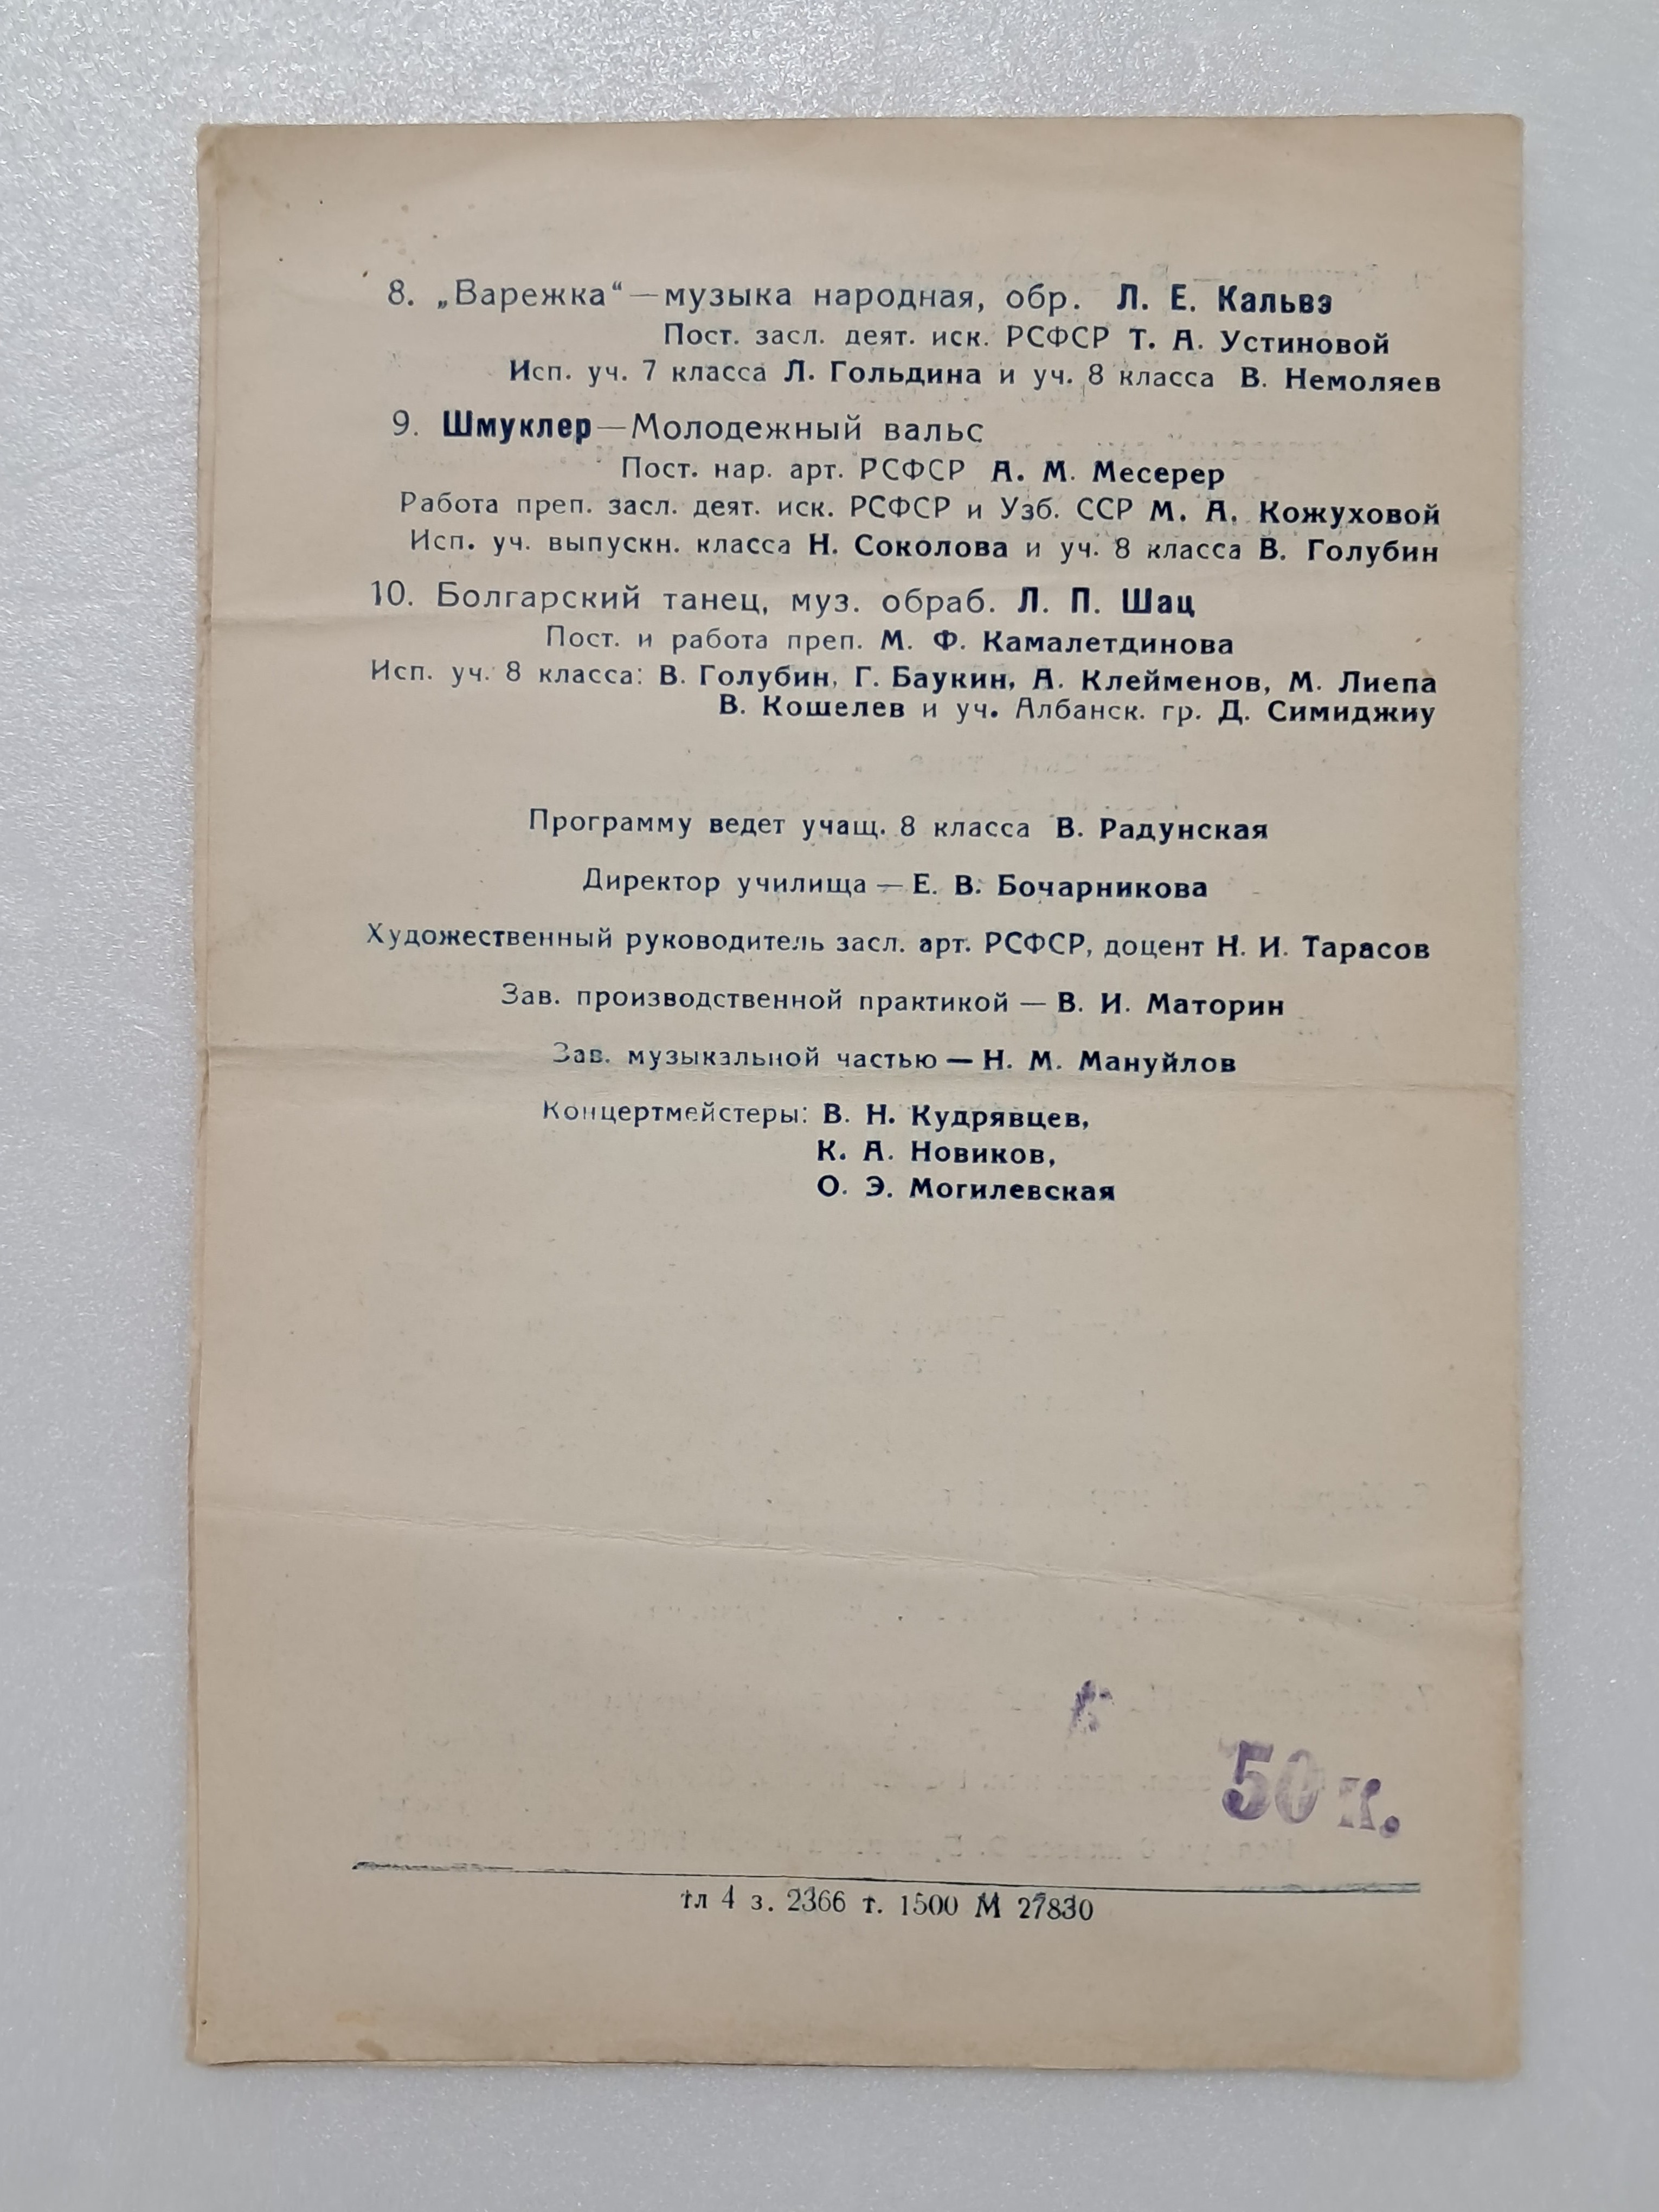 8. „Варежка“—музыка народная, обр. Л. Е. Кальвэ
Пост. засл. деят. иск. РСФСР Т. А. Устиновой
Исп. уч. 7 класса Л. Гольдина и уч. 8 класса В. Немоляев
9. Шмуклер—Молодежный вальс
Пост. нар. арт. РСФСР А. М. Месерер
Работа преп. засл. деят. иск. РСФСР и Узб. ССР М. А. Кожуховой
Исп. уч. выпускн. класса Н. Соколова и уч. 8 класса В. Голубин
10. Болгарский танец, муз. обраб. Л. П. Шац
Пост. и работа преп. М. Ф. Камалетдинова
Исп. уч. 8 класса: В. Голубин, Г. Баукин, А. Клейменов, М. Лиепа
В. Кошелев и уч. Албанск. гр. Д. Симиджиу
Программу ведет учащ. 8 класса В. Радунская
Директор училища — Е. В. Бочарникова
Художественный руководитель засл. арт. РСФСР, доцент Н. И. Тарасов
Зав. производственной практикой — В. И. Маторин
Зав. музыкальной частью — Н. М. Мануйлов
Концертмейстеры: В. Н. Кудрявцев,
К. А. Новиков,
О. Э. Могилевская
50 к.
тл 4 з. 2366 т. 1500 М 27830